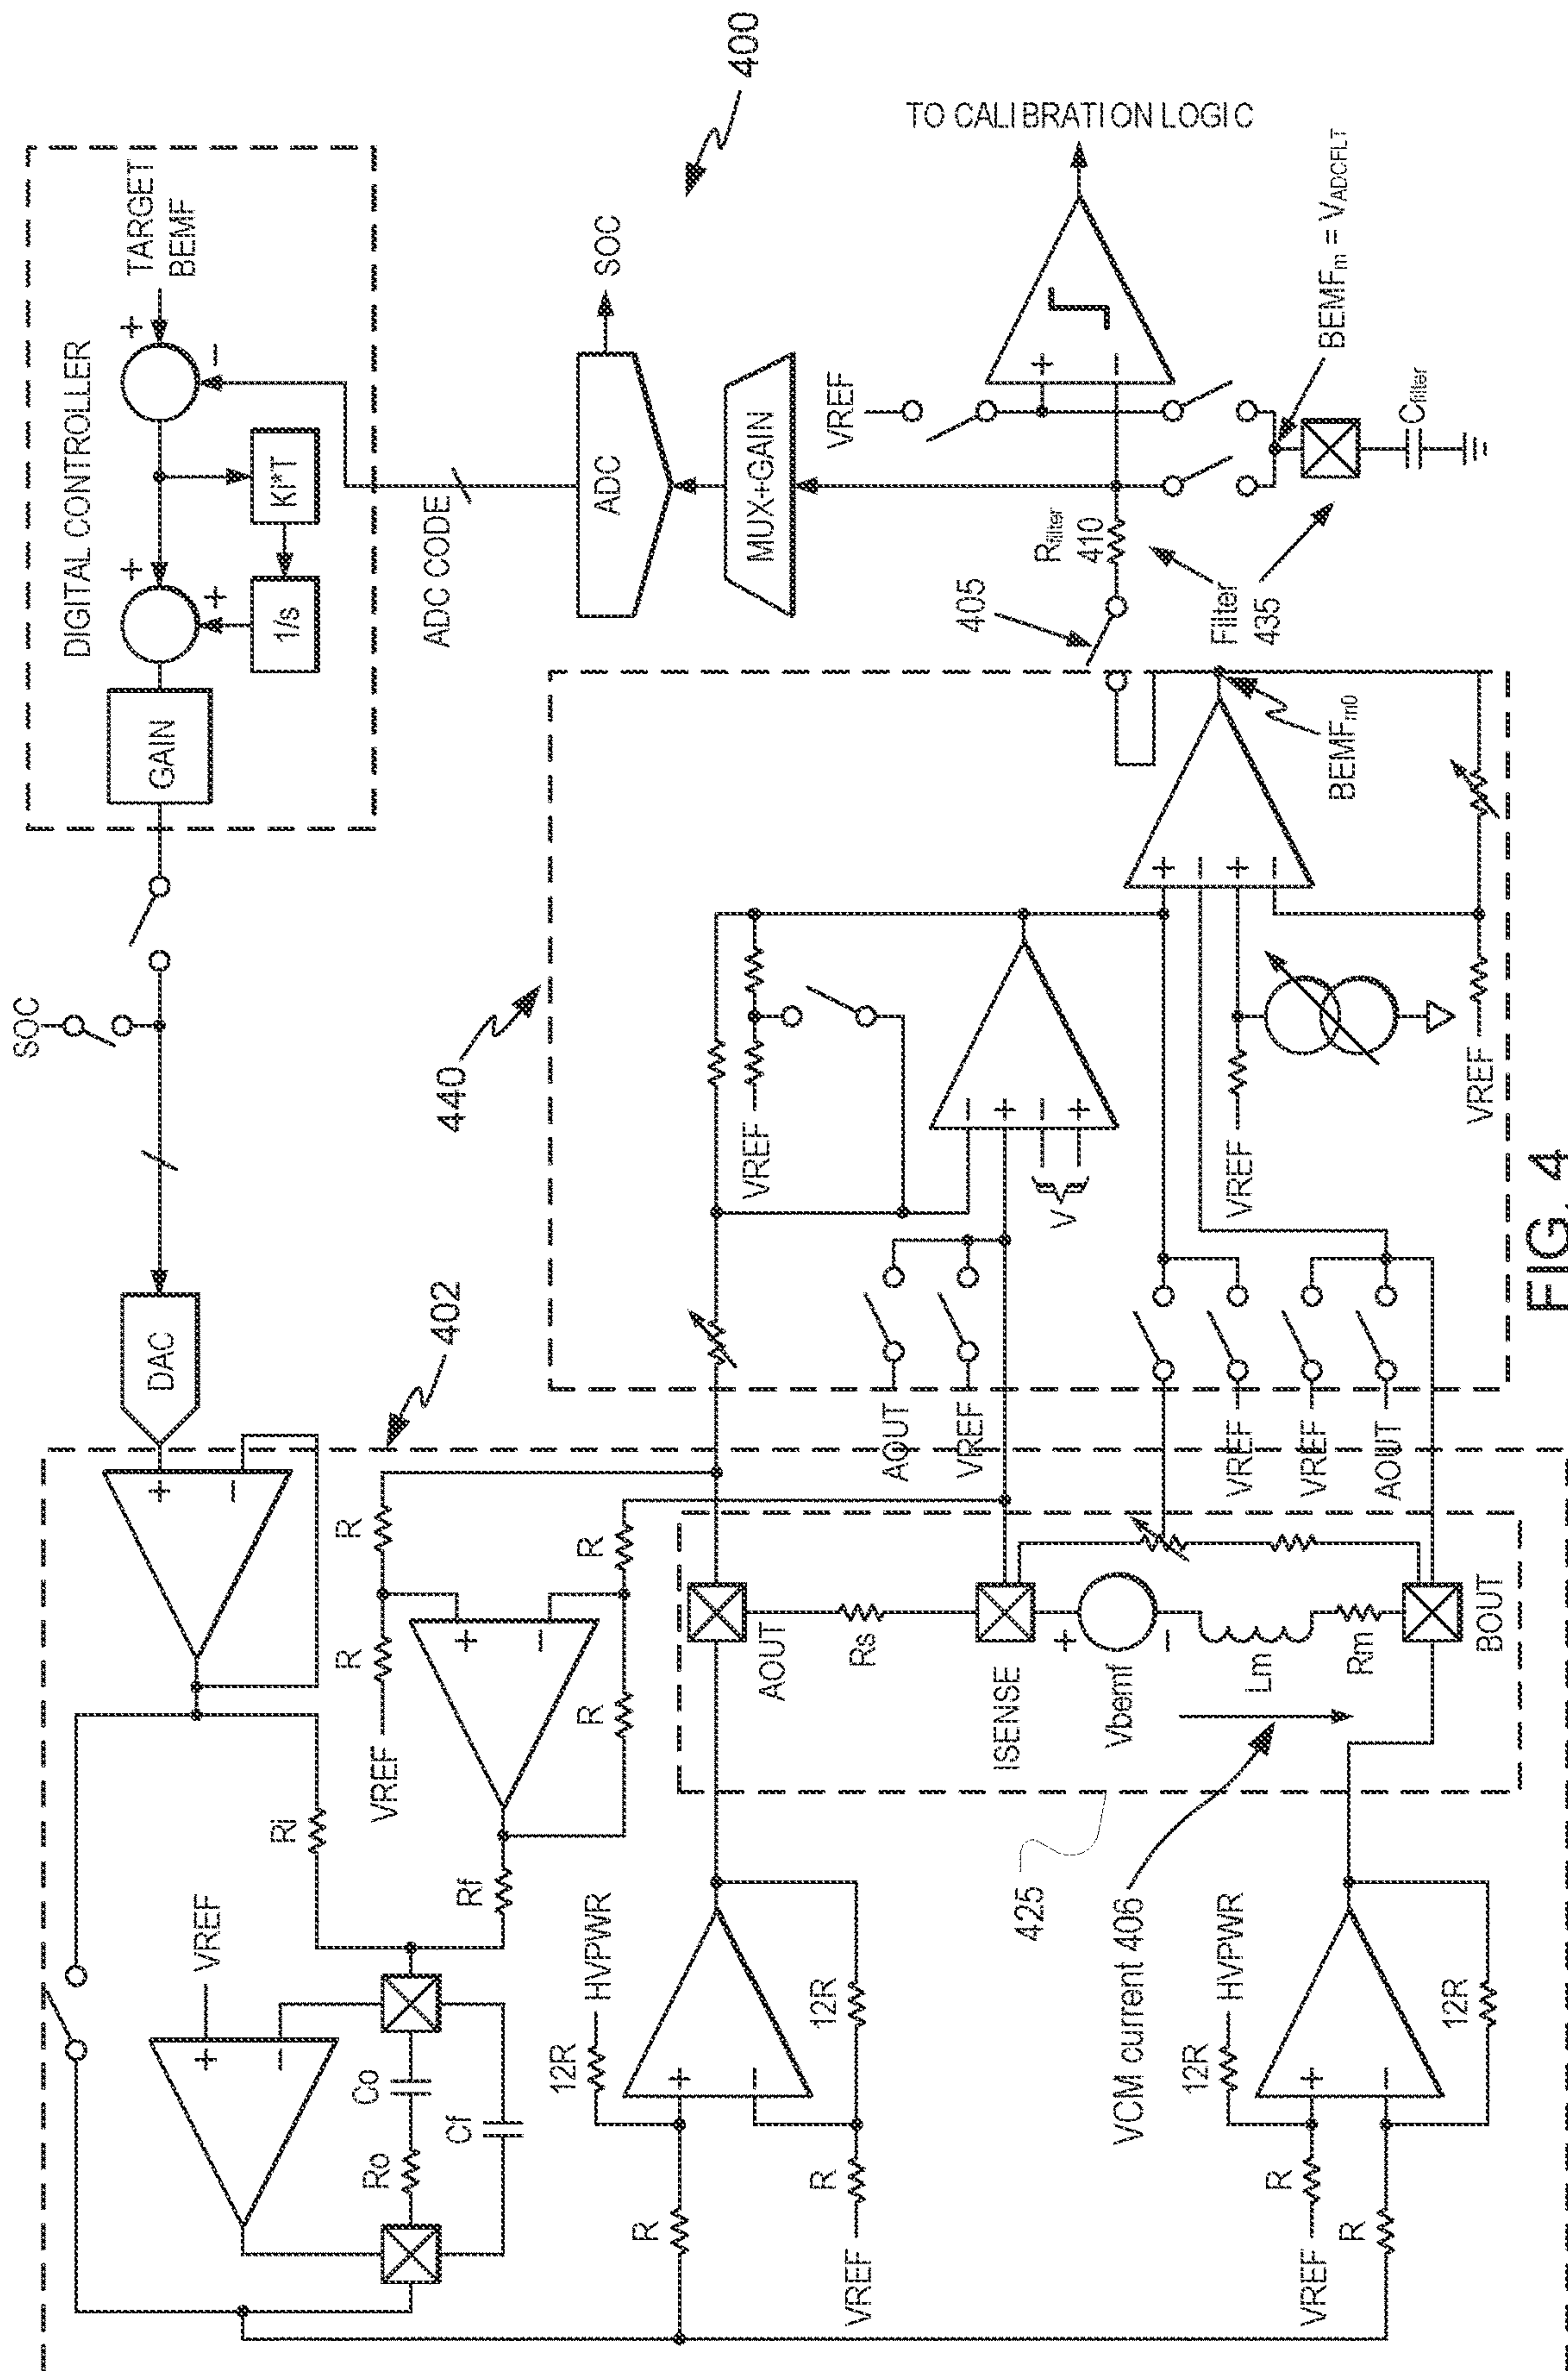 400
DIGITAL CONTROLLER
TARGET
BEMF
+
−
+
+
Ki*T
1/s
GAIN
SOC
DAC
ADC CODE
ADC
SOC
MUX+GAIN
VREF
TO CALIBRATION LOGIC
+
−
Rfilter
410
405
Filter
435
BEMFm = VADCFLT
Cfilter
440
VREF
−
+
−
+
V
AOUT
VREF
+
−
+
−
BEMFm0
VREF
VREF
VREF
VREF
AOUT
402
+
−
Ri
VREF
+
−
Co
Ro
Cf
R
R
VREF
+
−
R
R
Rf
AOUT
Rs
ISENSE
+
Vbemf
−
Lm
Rm
BOUT
425
VCM current 406
HVPWR
12R
+
−
12R
R
R
VREF
HVPWR
12R
+
−
12R
R
VREF
R
FIG. 4